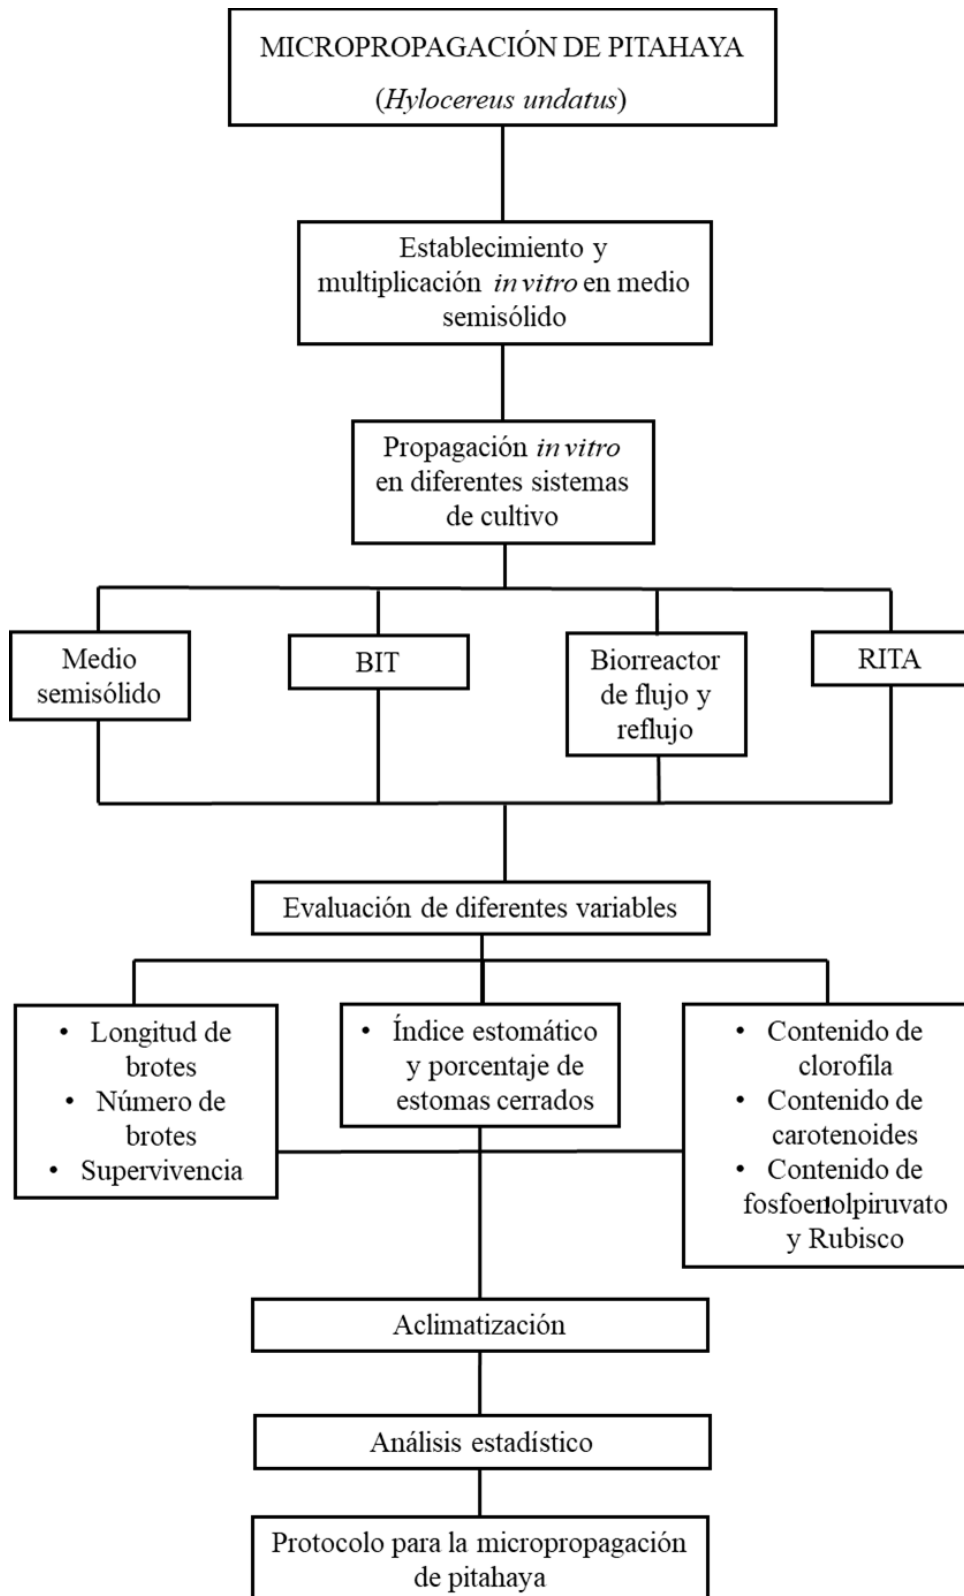 MICROPROPAGACIÓN DE PITAHAYA
(Hylocereus undatus)
Establecimiento y
multiplicación in vitro en medio
semisólido
Propagación in vitro
en diferentes sistemas
de cultivo
Medio
semisólido
BIT
Biorreactor
de flujo y
reflujo
RITA
Evaluación de diferentes variables
• Longitud de
brotes
• Número de
brotes
• Supervivencia
• Índice estomático
y porcentaje de
estomas cerrados
• Contenido de
clorofila
• Contenido de
carotenoides
• Contenido de
fosfoenolpiruvato
y Rubisco
Aclimatización
Análisis estadístico
Protocolo para la micropropagación
de pitahaya